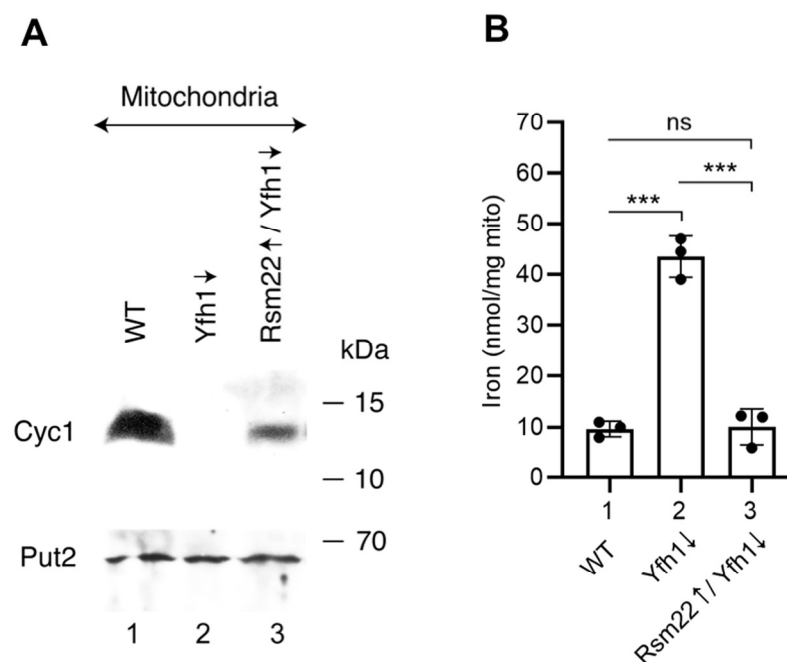 A
Mitochondria
WT
Yfh1↓
Rsm22↑/ Yfh1↓
kDa
Cyc1
15
10
Put2
70
1 2 3
B
Iron (nmol/mg mito)
70
60
50
40
30
20
10
0
ns
***
***
1 2 3
WT
Yfh1↓
Rsm22↑/ Yfh1↓